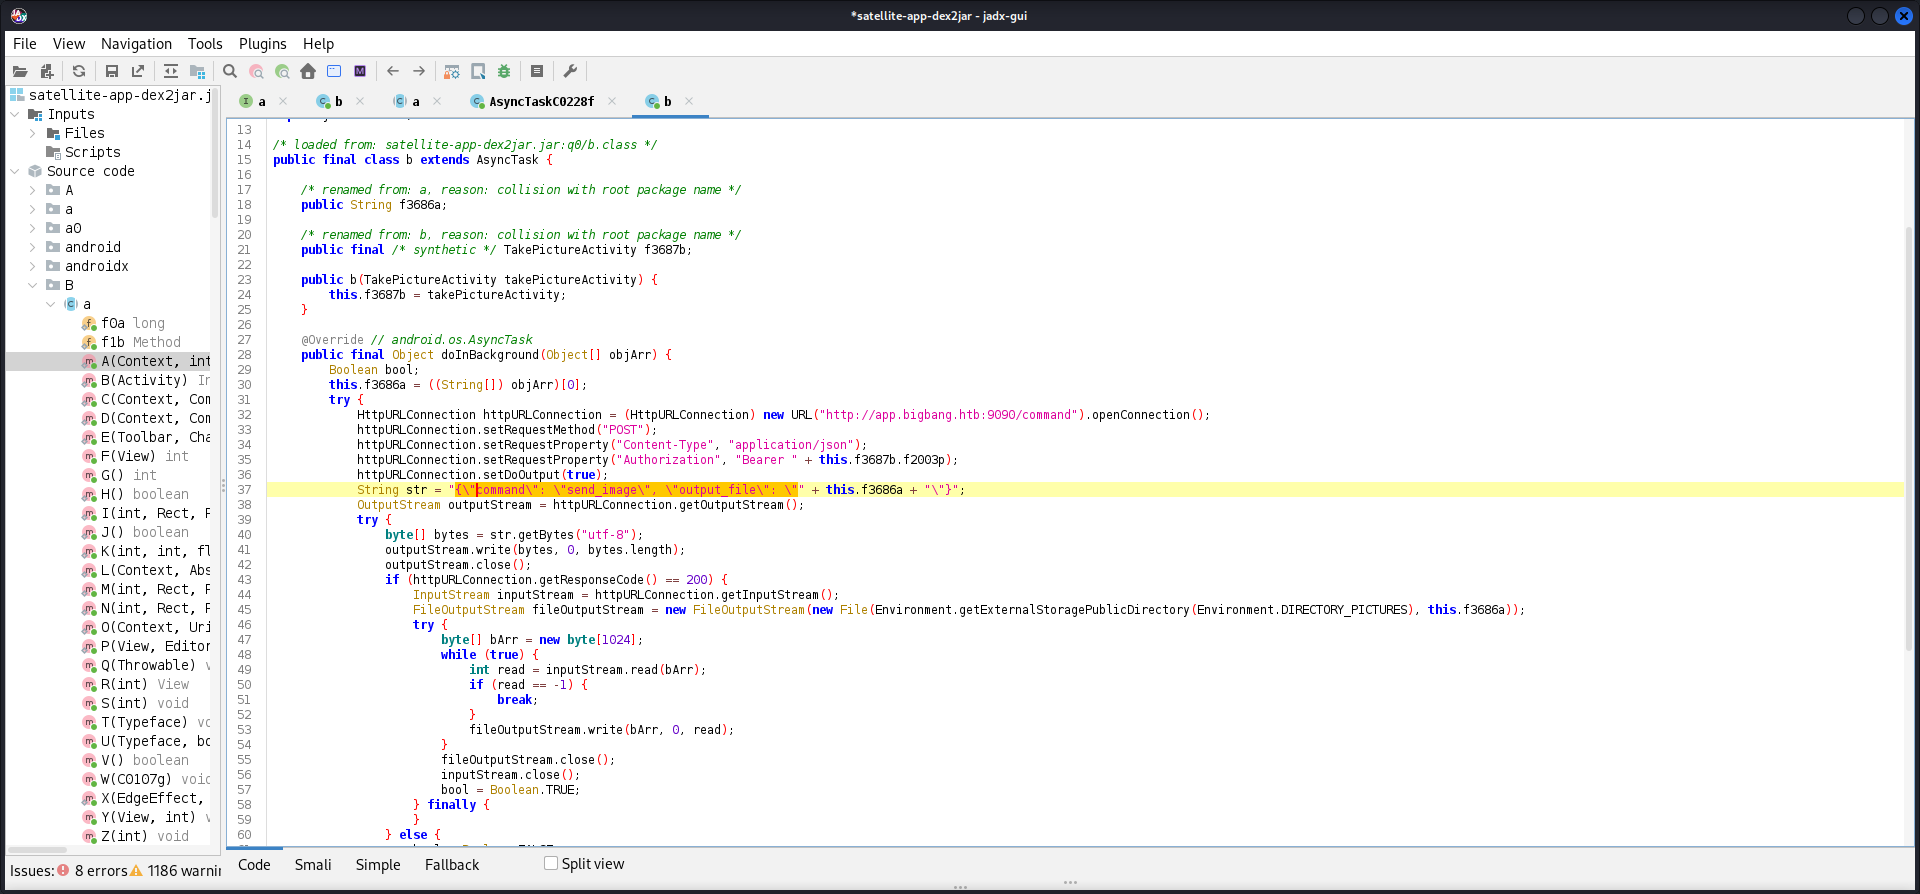 *satellite-app-dex2jar - jadx-gui
File View Navigation Tools Plugins Help
satellite-app-dex2jar.j
Inputs
Files
Scripts
Source code
A
a
a0
android
androidx
B
a
f0a long
f1b Method
A(Context, int
B(Activity) In
C(Context, Com
D(Context, Com
E(Toolbar, Cha
F(View) int
G() int
H() boolean
I(int, Rect, R
J() boolean
K(int, int, fl
L(Context, Abs
M(int, Rect, R
N(int, Rect, R
O(Context, Uri
P(View, Editor
Q(Throwable) v
R(int) View
S(int) void
T(Typeface) vo
U(Typeface, bo
V() boolean
W(C0107g) void
X(EdgeEffect,
Y(View, int) v
Z(int) void
Issues: 8 errors 1186 warnin
a b a AsyncTaskC0228f b
13
14 /* loaded from: satellite-app-dex2jar.jar:q0/b.class */
15 public final class b extends AsyncTask {
16
17 /* renamed from: a, reason: collision with root package name */
18 public String f3686a;
19
20 /* renamed from: b, reason: collision with root package name */
21 public final /* synthetic */ TakePictureActivity f3687b;
22
23 public b(TakePictureActivity takePictureActivity) {
24 this.f3687b = takePictureActivity;
25 }
26
27 @Override // android.os.AsyncTask
28 public final Object doInBackground(Object[] objArr) {
29 Boolean bool;
30 this.f3686a = ((String[]) objArr)[0];
31 try {
32 HttpURLConnection httpURLConnection = (HttpURLConnection) new URL("http://app.bigbang.htb:9090/command").openConnection();
33 httpURLConnection.setRequestMethod("POST");
34 httpURLConnection.setRequestProperty("Content-Type", "application/json");
35 httpURLConnection.setRequestProperty("Authorization", "Bearer " + this.f3687b.f2003p);
36 httpURLConnection.setDoOutput(true);
37 String str = "{\"command\": \"send_image\", \"output_file\": \"" + this.f3686a + "\"}";
38 OutputStream outputStream = httpURLConnection.getOutputStream();
39 try {
40 byte[] bytes = str.getBytes("utf-8");
41 outputStream.write(bytes, 0, bytes.length);
42 outputStream.close();
43 if (httpURLConnection.getResponseCode() == 200) {
44 InputStream inputStream = httpURLConnection.getInputStream();
45 FileOutputStream fileOutputStream = new FileOutputStream(new File(Environment.getExternalStoragePublicDirectory(Environment.DIRECTORY_PICTURES), this.f3686a));
46 try {
47 byte[] bArr = new byte[1024];
48 while (true) {
49 int read = inputStream.read(bArr);
50 if (read == -1) {
51 break;
52 }
53 fileOutputStream.write(bArr, 0, read);
54 }
55 fileOutputStream.close();
56 inputStream.close();
57 bool = Boolean.TRUE;
58 } finally {
59 }
60 } else {
Code Smali Simple Fallback Split view